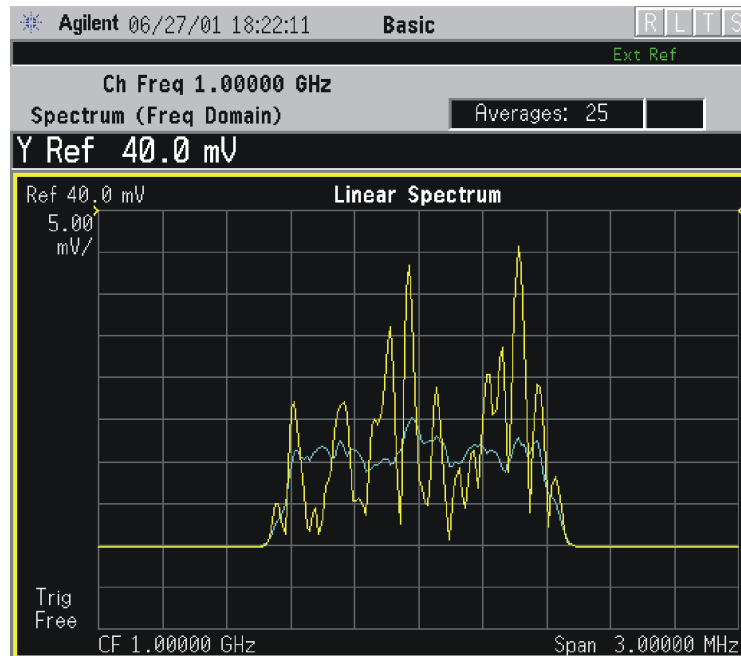 Agilent 06/27/01 18:22:11 Basic R L T S
Ext Ref
Ch Freq 1.00000 GHz
Spectrum (Freq Domain) Averages: 25
Y Ref 40.0 mV
Ref 40.0 mV Linear Spectrum
5.00
mV/
Trig
Free
CF 1.00000 GHz Span 3.00000 MHz